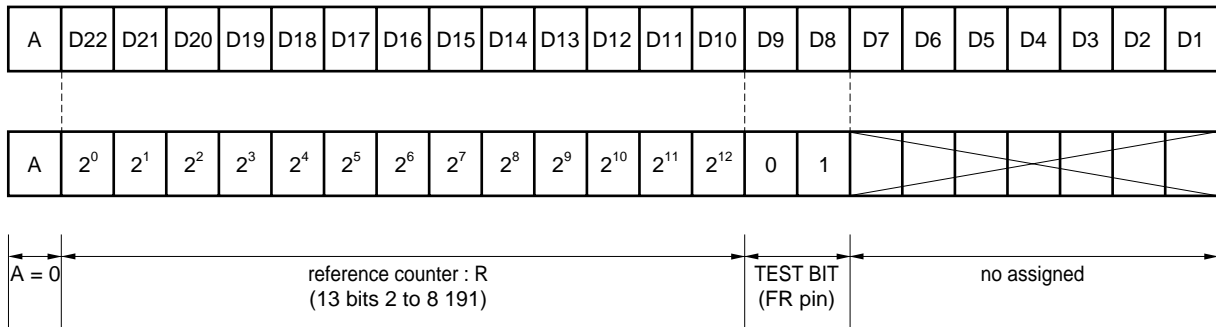 A D22 D21 D20 D19 D18 D17 D16 D15 D14 D13 D12 D11 D10 D9 D8 D7 D6 D5 D4 D3 D2 D1
A 2⁰ 2¹ 2² 2³ 2⁴ 2⁵ 2⁶ 2⁷ 2⁸ 2⁹ 2¹⁰ 2¹¹ 2¹² 0 1
A = 0 reference counter : R TEST BIT no assigned
(13 bits 2 to 8 191) (FR pin)